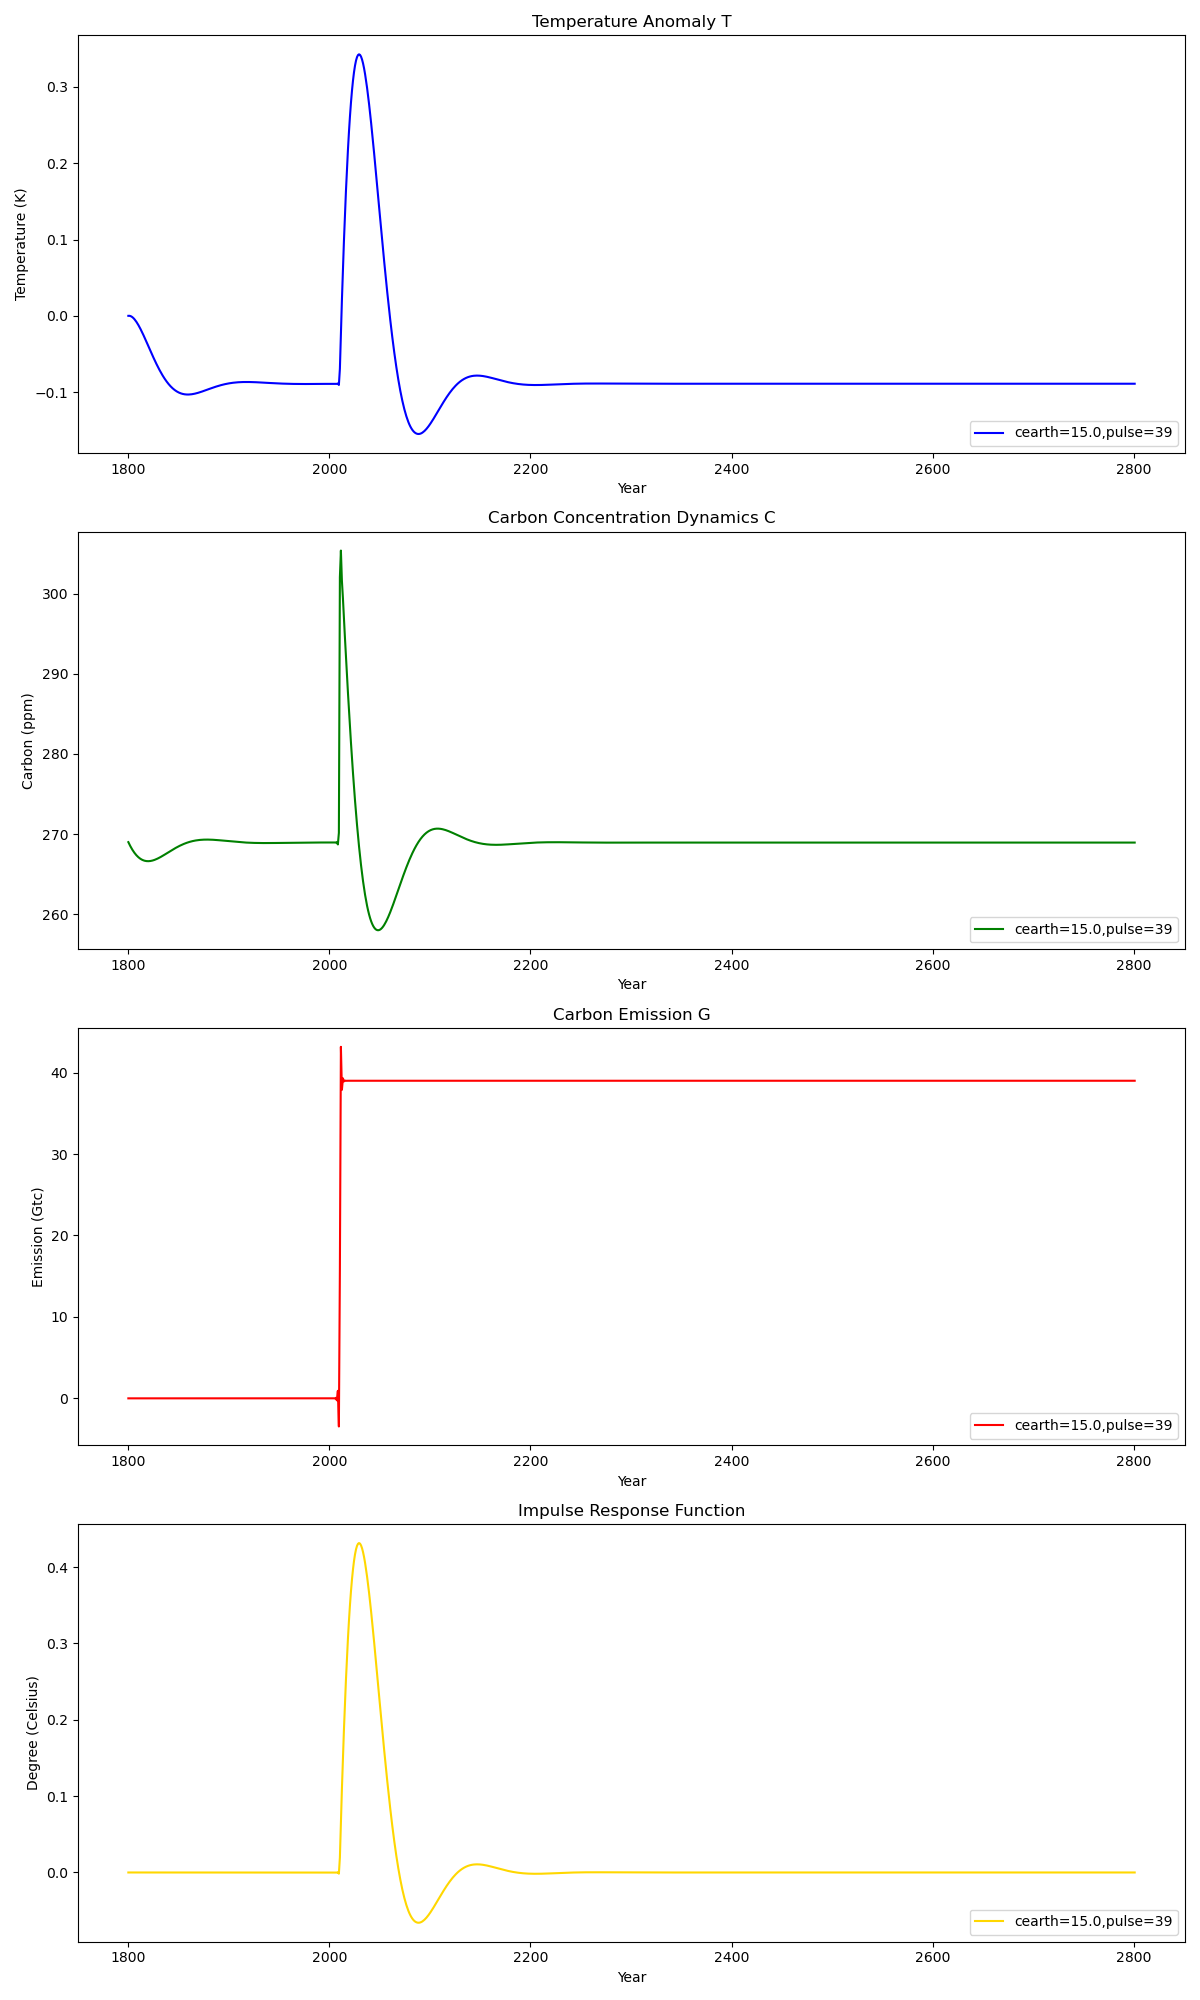 Temperature Anomaly T
Temperature (K)
0.3
0.2
0.1
0.0
−0.1
cearth=15.0,pulse=39
1800 2000 2200 2400 2600 2800
Year
Carbon Concentration Dynamics C
Carbon (ppm)
300
290
280
270
260
cearth=15.0,pulse=39
1800 2000 2200 2400 2600 2800
Year
Carbon Emission G
Emission (Gtc)
40
30
20
10
0
cearth=15.0,pulse=39
1800 2000 2200 2400 2600 2800
Year
Impulse Response Function
Degree (Celsius)
0.4
0.3
0.2
0.1
0.0
cearth=15.0,pulse=39
1800 2000 2200 2400 2600 2800
Year